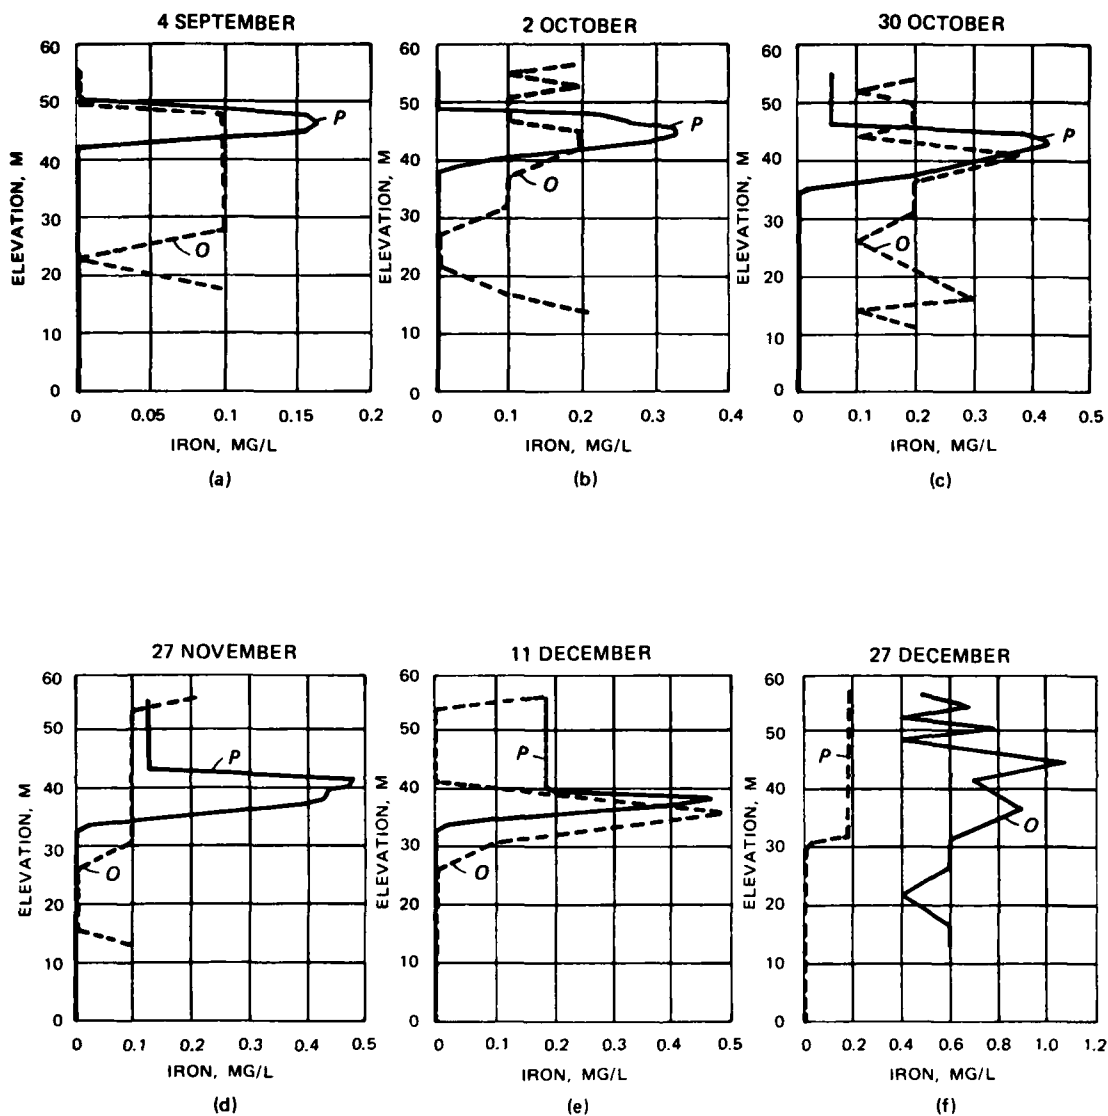 4 SEPTEMBER
60
50
40
30
20
10
0
ELEVATION, M
P
O
0 0.05 0.1 0.15 0.2
IRON, MG/L
(a)
2 OCTOBER
60
50
40
30
20
10
0
ELEVATION, M
P
O
0 0.1 0.2 0.3 0.4
IRON, MG/L
(b)
30 OCTOBER
60
50
40
30
20
10
0
ELEVATION, M
P
O
0 0.1 0.2 0.3 0.4 0.5
IRON, MG/L
(c)
27 NOVEMBER
60
50
40
30
20
10
0
ELEVATION, M
P
O
0 0.1 0.2 0.3 0.4 0.5
IRON, MG/L
(d)
11 DECEMBER
60
50
40
30
20
10
0
ELEVATION, M
P
O
0 0.1 0.2 0.3 0.4 0.5
IRON, MG/L
(e)
27 DECEMBER
60
50
40
30
20
10
0
ELEVATION, M
P
O
0 0.2 0.4 0.6 0.8 1.0 1.2
IRON, MG/L
(f)